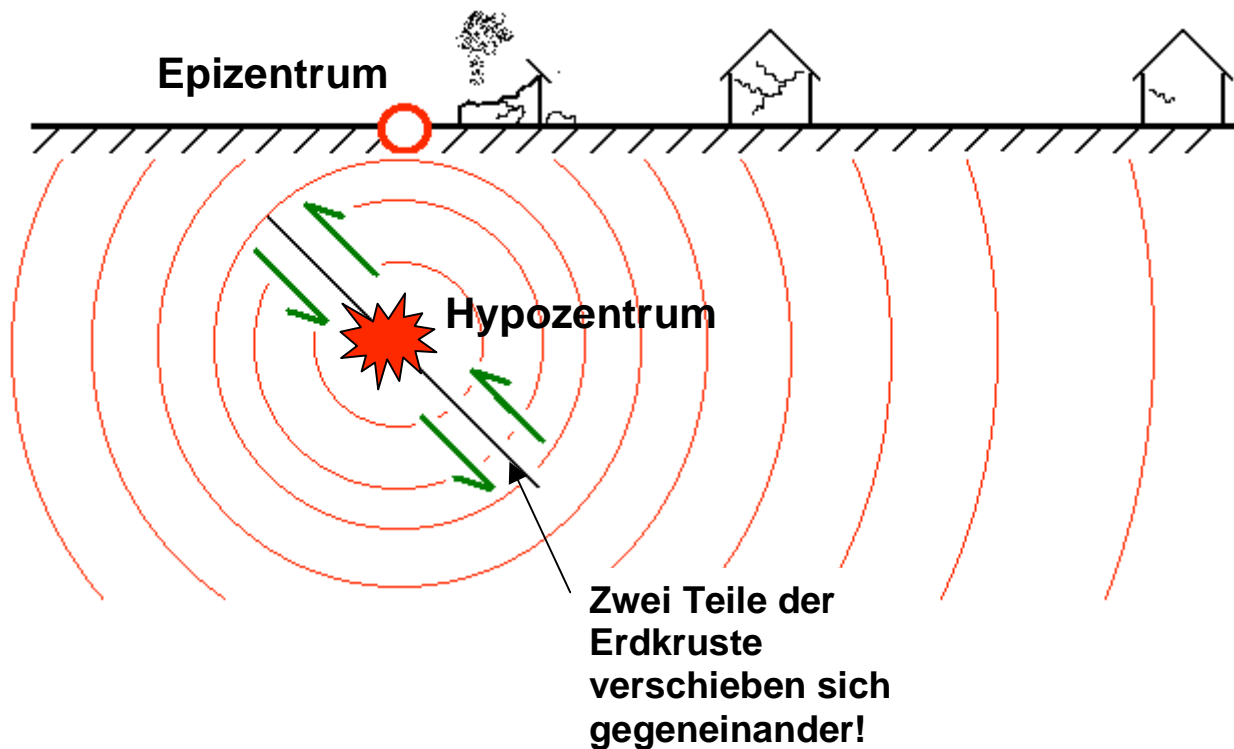 Epizentrum
Hypozentrum
Zwei Teile der
Erdkruste
verschieben sich
gegeneinander!